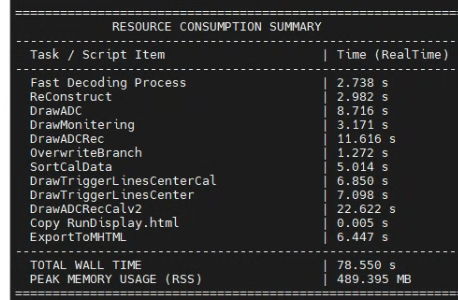 RESOURCE CONSUMPTION SUMMARY
Task / Script Item | Time (RealTime)
Fast Decoding Process | 2.738 s
ReConstruct | 2.982 s
DrawADC | 8.716 s
DrawMonitering | 3.171 s
DrawADCRec | 11.616 s
OverwriteBranch | 1.272 s
SortCalData | 5.014 s
DrawTriggerLinesCenterCal | 6.850 s
DrawTriggerLinesCenter | 7.098 s
DrawADCRecCalv2 | 22.622 s
Copy RunDisplay.html | 0.005 s
ExportToMHTML | 6.447 s
TOTAL WALL TIME | 78.550 s
PEAK MEMORY USAGE (RSS) | 489.395 MB